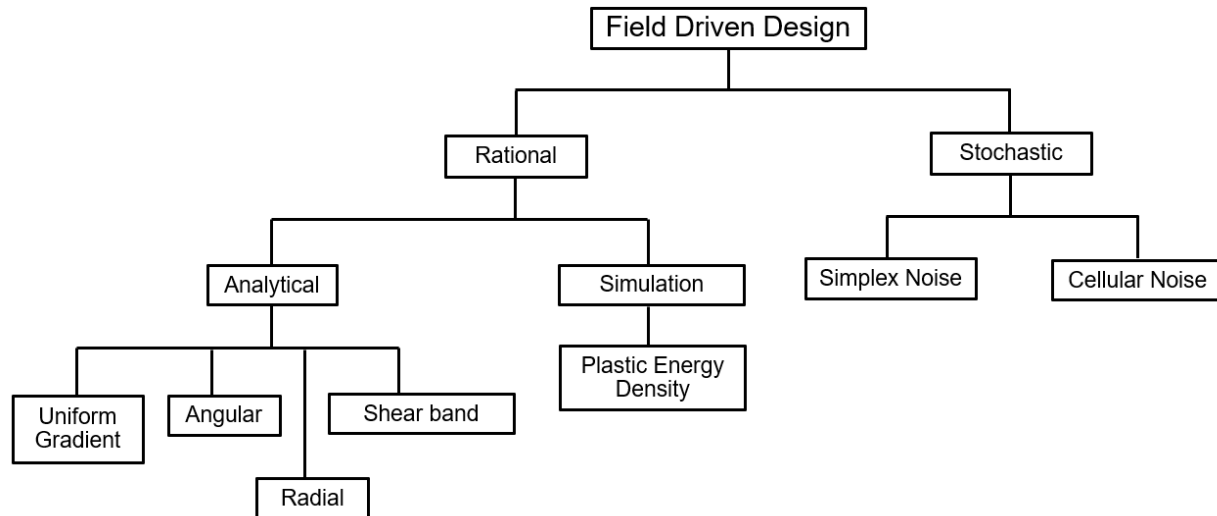 Field Driven Design
Rational
Stochastic
Analytical
Simulation
Simplex Noise
Cellular Noise
Uniform
Gradient
Angular
Radial
Shear band
Plastic Energy
Density